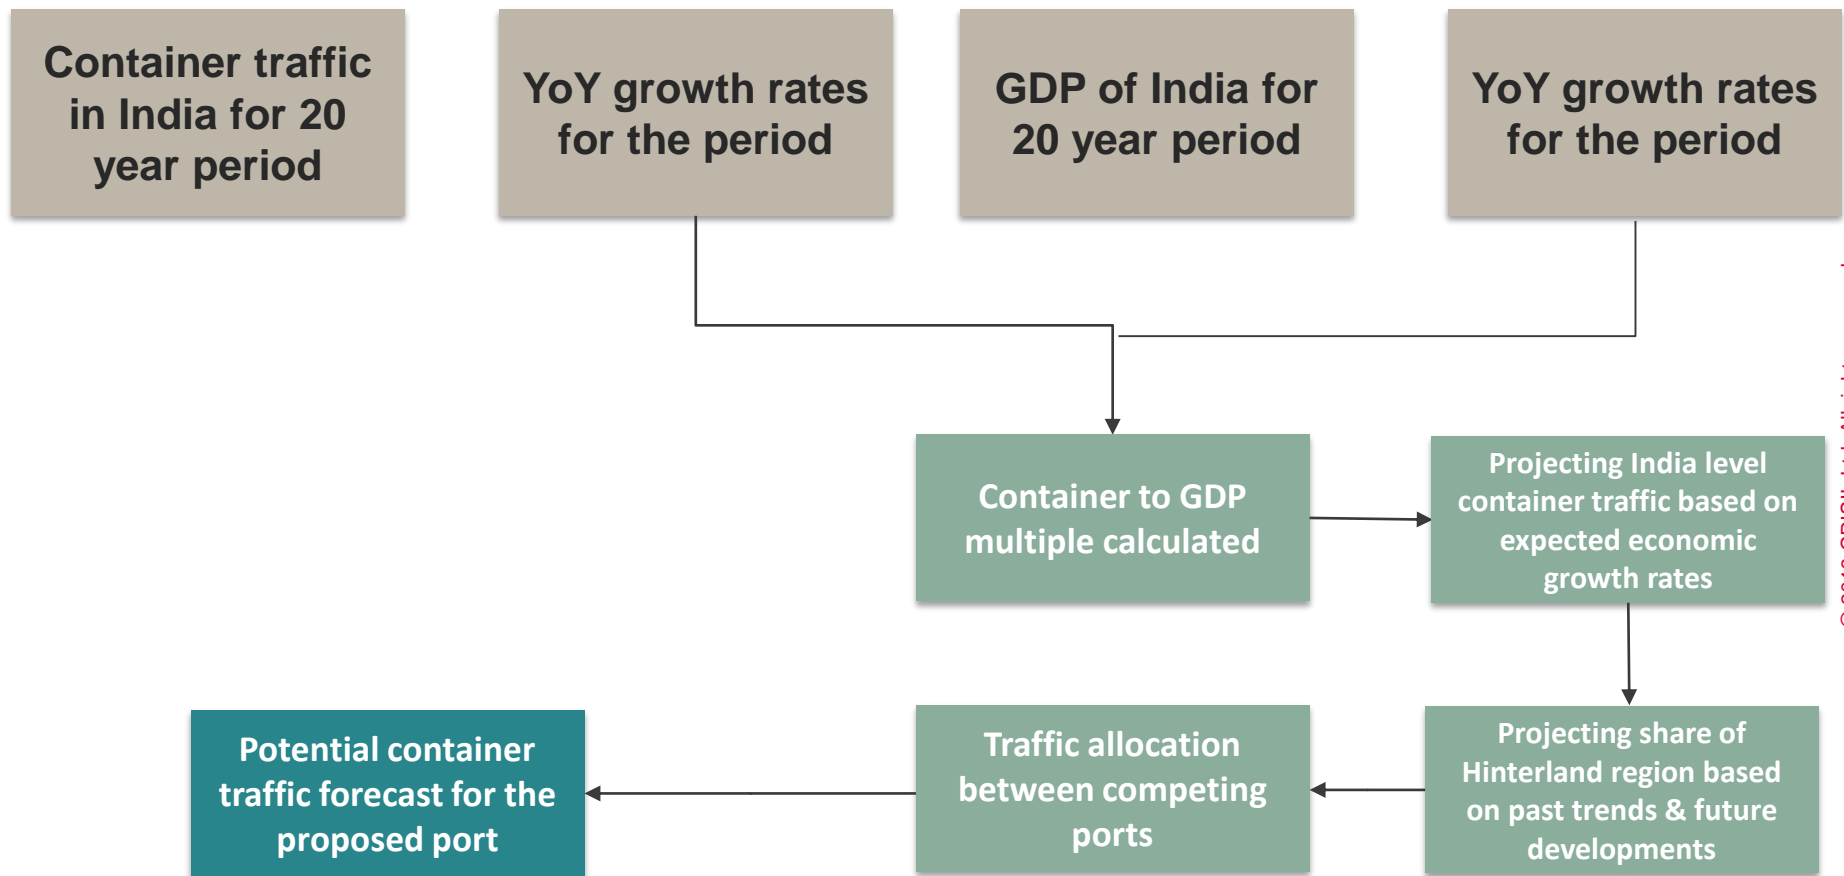 Container traffic
in India for 20
year period
YoY growth rates
for the period
GDP of India for
20 year period
YoY growth rates
for the period
Container to GDP
multiple calculated
Projecting India level
container traffic based on
expected economic
growth rates
Projecting share of
Hinterland region based
on past trends & future
developments
Traffic allocation
between competing
ports
Potential container
traffic forecast for the
proposed port